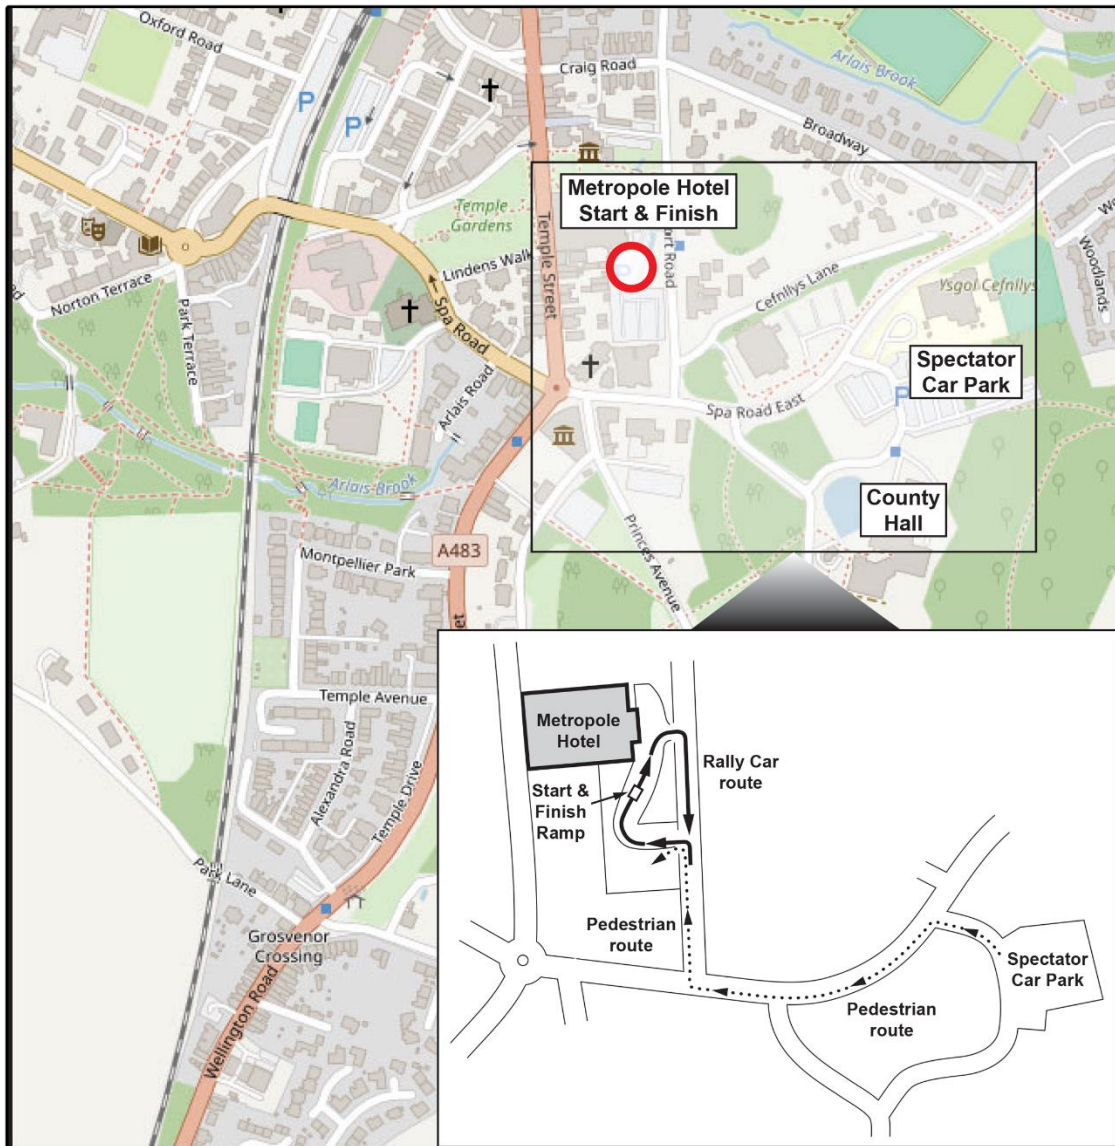 Oxford Road
Craig Road
Arlais Brook
Broadway
P
P
Metropole Hotel
Start & Finish
Temple
Gardens
Temple Street
ort Road
Woodlands
Lindens Walk
Norton Terrace
Park Terrace
Cefnllys Lane
Ysgol Cefnllys
Spa Road
Spectator
Car Park
P
Arlais Road
Spa Road East
Arlais Brook
County
Hall
Princes Avenue
A483
Montpellier Park
Temple Avenue
Alexandra Road
Temple Drive
Park Lane
Grosvenor
Crossing
Wellington Road
Metropole
Hotel
Rally Car
route
Start &
Finish
Ramp
Pedestrian
route
Spectator
Car Park
Pedestrian
route